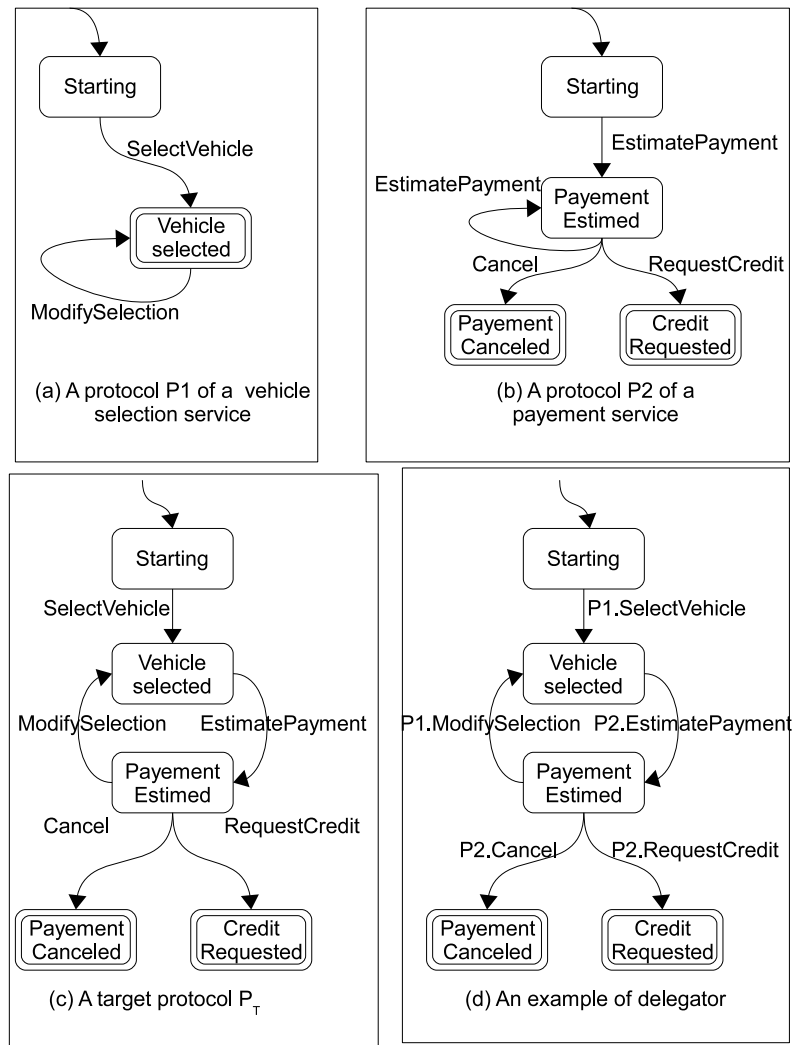 Starting
SelectVehicle
Vehicle
selected
ModifySelection
(a) A protocol P1 of a vehicle
selection service
Starting
EstimatePayment
EstimatePayment
Payement
Estimed
Cancel
RequestCredit
Payement
Canceled
Credit
Requested
(b) A protocol P2 of a
payement service
Starting
SelectVehicle
Vehicle
selected
ModifySelection
EstimatePayment
Payement
Estimed
Cancel
RequestCredit
Payement
Canceled
Credit
Requested
(c) A target protocol P_T
Starting
P1.SelectVehicle
Vehicle
selected
P1.ModifySelection
P2.EstimatePayment
Payement
Estimed
P2.Cancel
P2.RequestCredit
Payement
Canceled
Credit
Requested
(d) An example of delegator